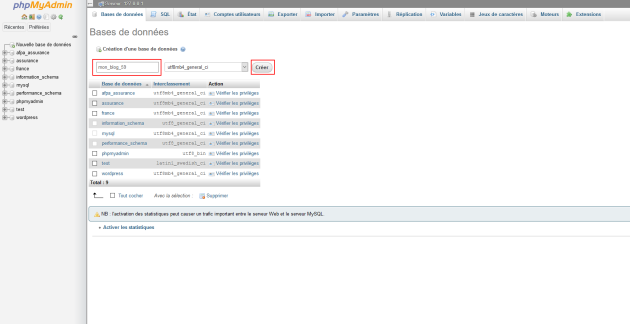 phpMyAdmin
Récentes Préférées
Nouvelle base de données
afpa_assurance
assurance
france
information_schema
mysql
performance_schema
phpmyadmin
test
wordpress
Bases de données SQL État Comptes utilisateurs Exporter Importer Paramètres Réplication Variables Jeux de caractères Moteurs Extensions
Bases de données
Création d'une base de données
utf8mb4_general_ci Créer
Base de données Interclassement Action
afpa_assurance utf8mb4_general_ci Vérifier les privilèges
assurance utf8mb4_general_ci Vérifier les privilèges
france utf8mb4_general_ci Vérifier les privilèges
information_schema utf8_general_ci Vérifier les privilèges
mysql utf8mb4_general_ci Vérifier les privilèges
performance_schema utf8_general_ci Vérifier les privilèges
phpmyadmin utf8_bin Vérifier les privilèges
test latin1_swedish_ci Vérifier les privilèges
wordpress utf8mb4_general_ci Vérifier les privilèges
Total : 9
Tout cocher Avec la sélection : Supprimer
NB : l'activation des statistiques peut causer un trafic important entre le serveur Web et le serveur MySQL.
Activer les statistiques